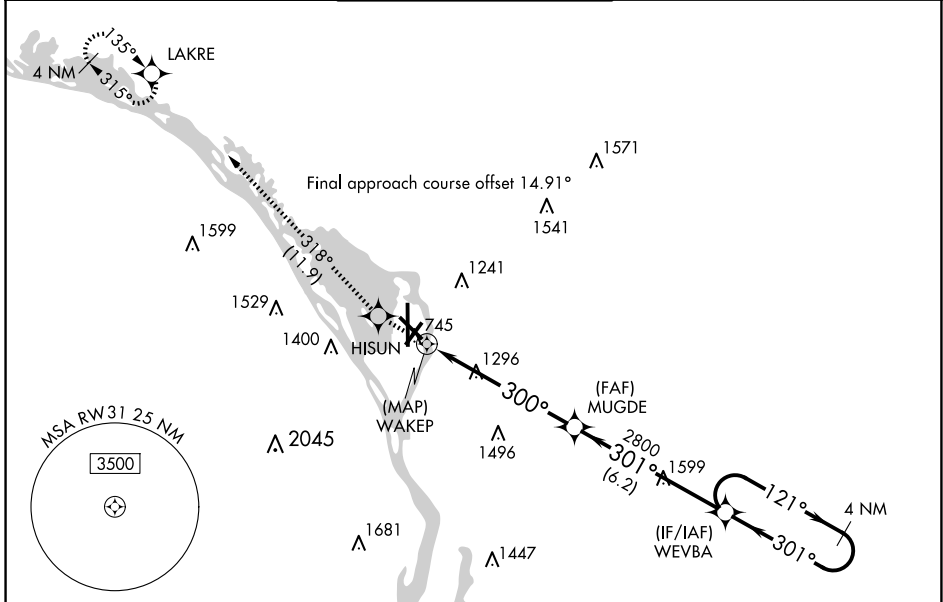 135°
LAKRE
4 NM
315°
1571
Final approach course offset 14.91°
1541
1599
318°
(11.9)
1241
1529
745
1400
HISUN
1296
(MAP)
WAKEP
300°
(FAF)
MUGDE
MSA RW31 25 NM
3500
2045
1496
2800
301°
(6.2)
1599
121°
4 NM
(IF/IAF)
WEVBA
301°
1681
1447